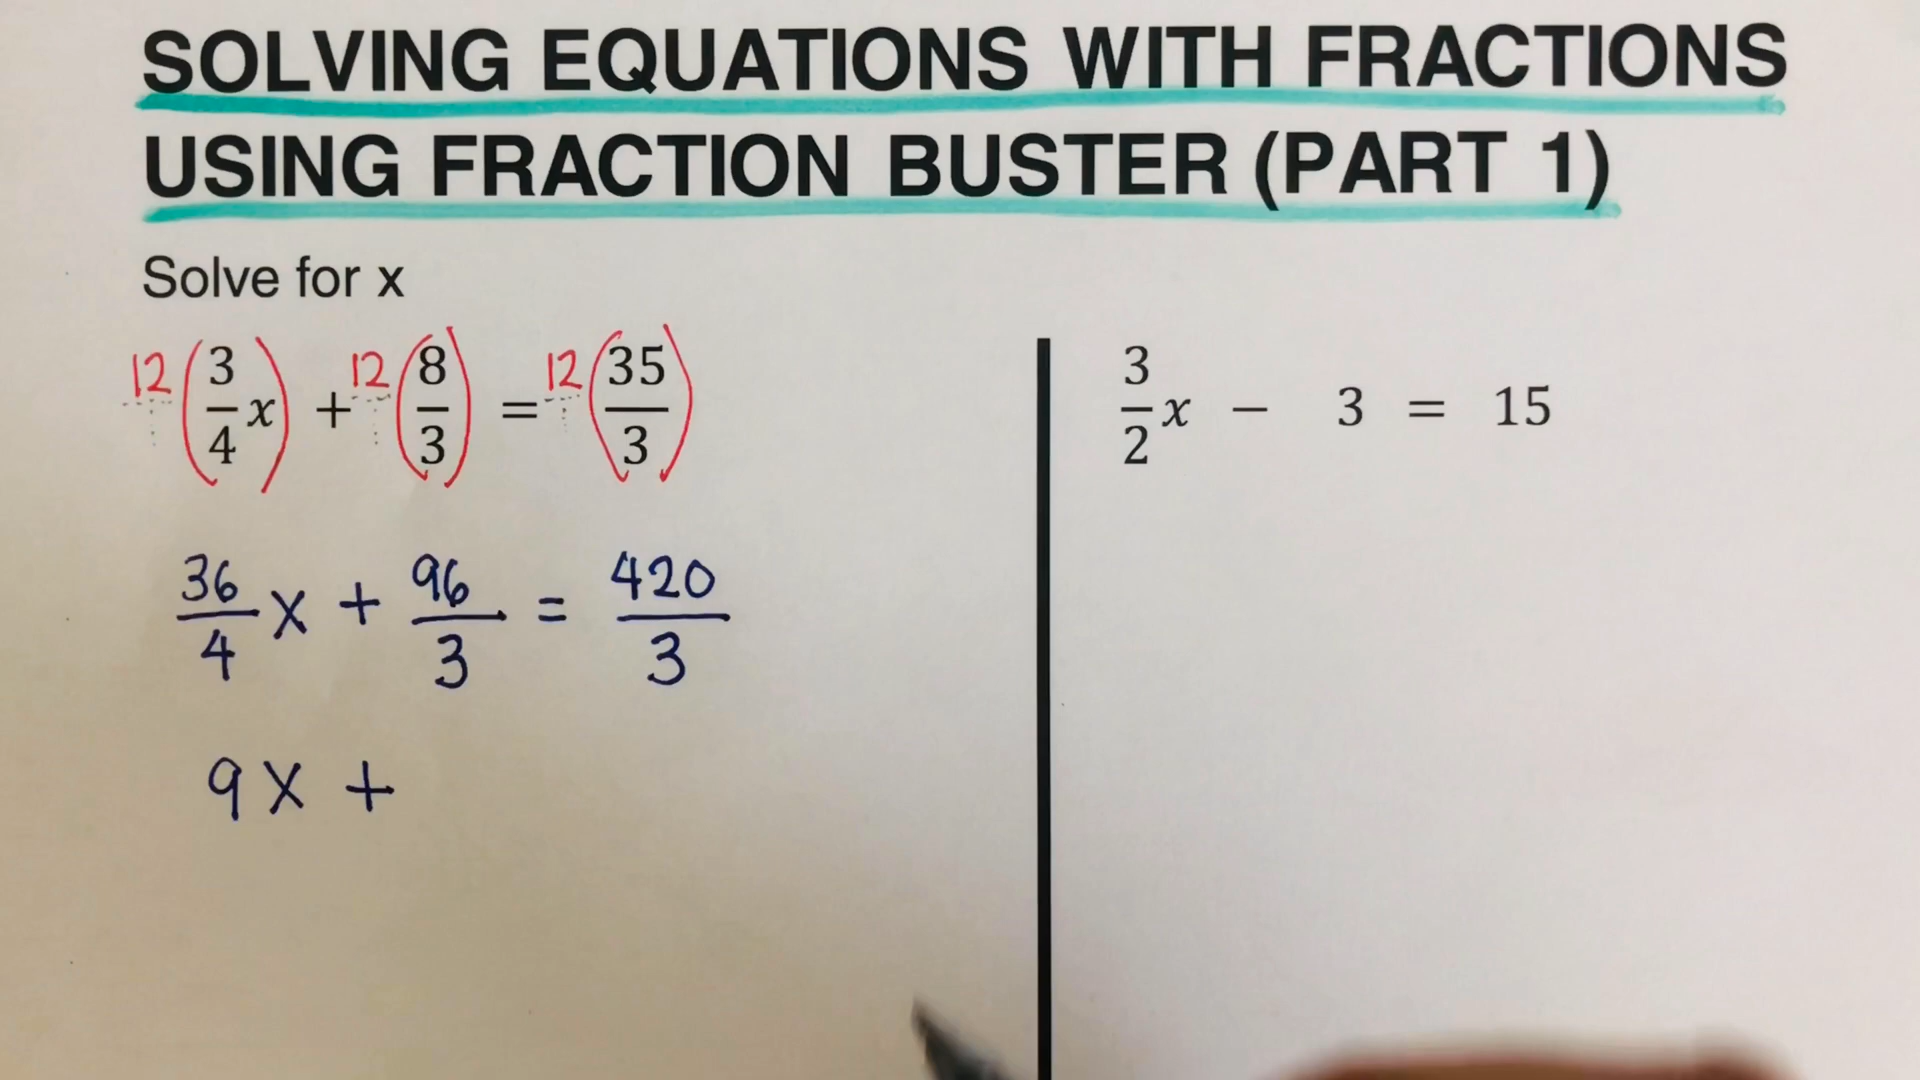 SOLVING EQUATIONS WITH FRACTIONS
USING FRACTION BUSTER (PART 1)
Solve for x
12(3/4 x) + 12(8/3) = 12(35/3)
36/4 x + 96/3 = 420/3
9x +
3/2 x − 3 = 15